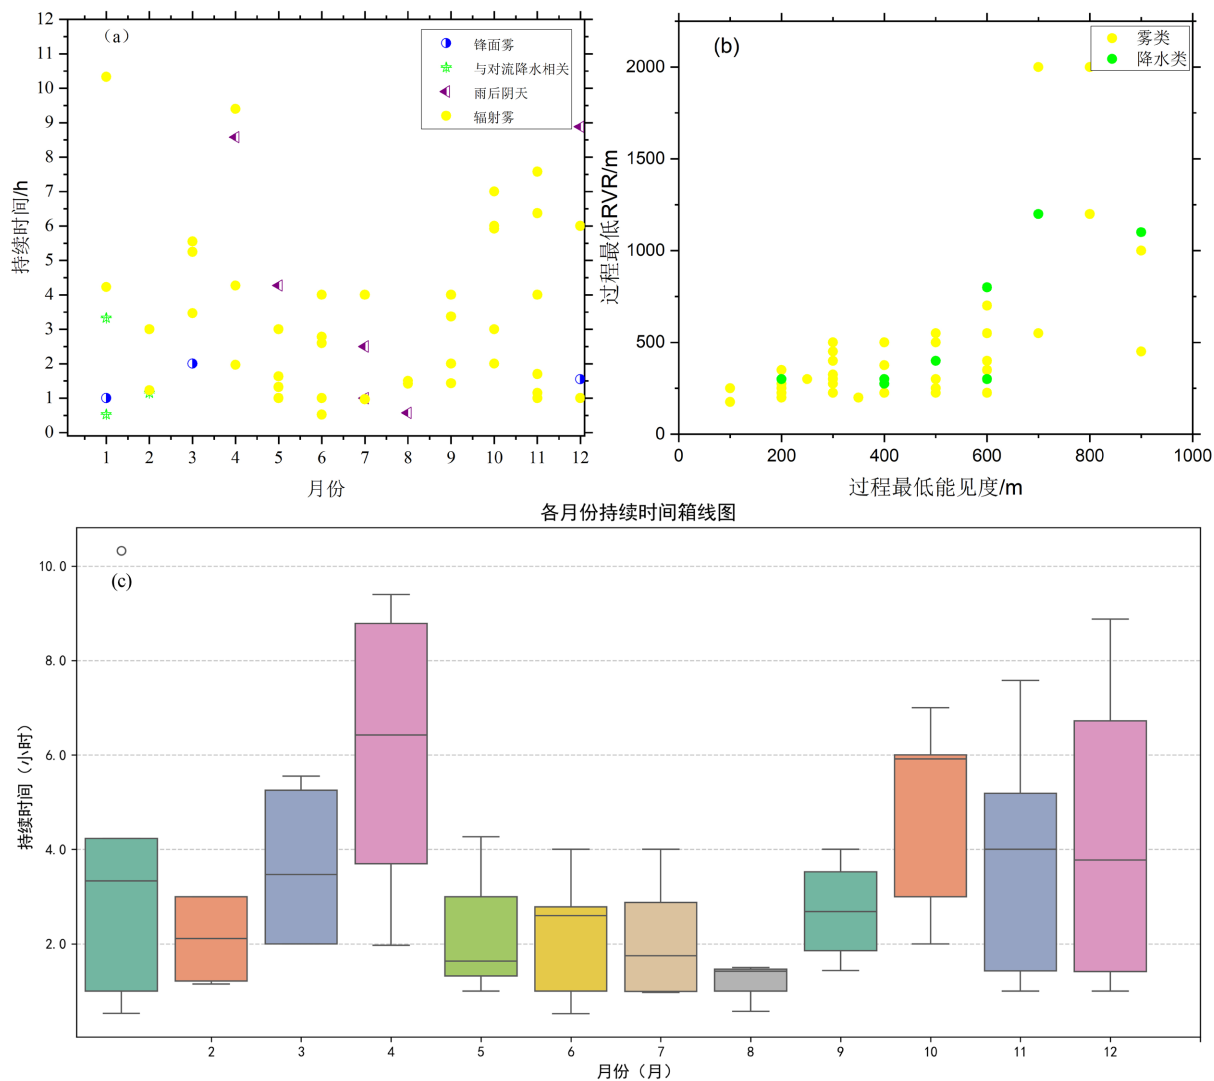 (a)
锋面雾
与对流降水相关
雨后阴天
辐射雾
12
11
10
9
8
7
6
5
4
3
2
1
0
持续时间/h
1 2 3 4 5 6 7 8 9 10 11 12
月份
(b)
雾类
降水类
2000
1500
1000
500
0
过程最低RVR/m
0 200 400 600 800 1000
过程最低能见度/m
各月份持续时间箱线图
(c)
10.0
8.0
6.0
4.0
2.0
持续时间（小时）
2 3 4 5 6 7 8 9 10 11 12
月份（月）